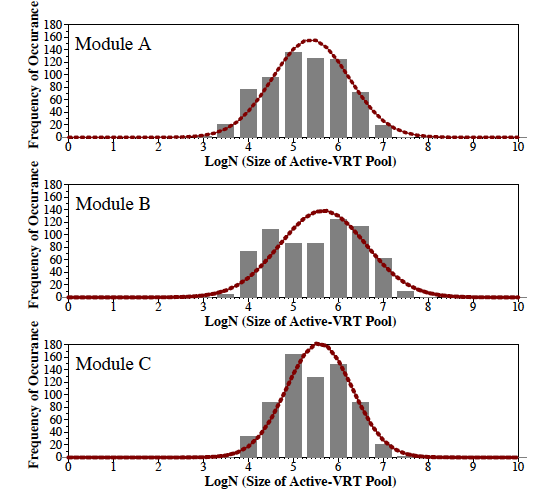 Frequency of Occurance
180
160
140
120
100
80
60
40
20
0
Module A
0 1 2 3 4 5 6 7 8 9 10
LogN (Size of Active-VRT Pool)
Frequency of Occurance
180
160
140
120
100
80
60
40
20
0
Module B
0 1 2 3 4 5 6 7 8 9 10
LogN (Size of Active-VRT Pool)
Frequency of Occurance
180
160
140
120
100
80
60
40
20
0
Module C
0 1 2 3 4 5 6 7 8 9 10
LogN (Size of Active-VRT Pool)